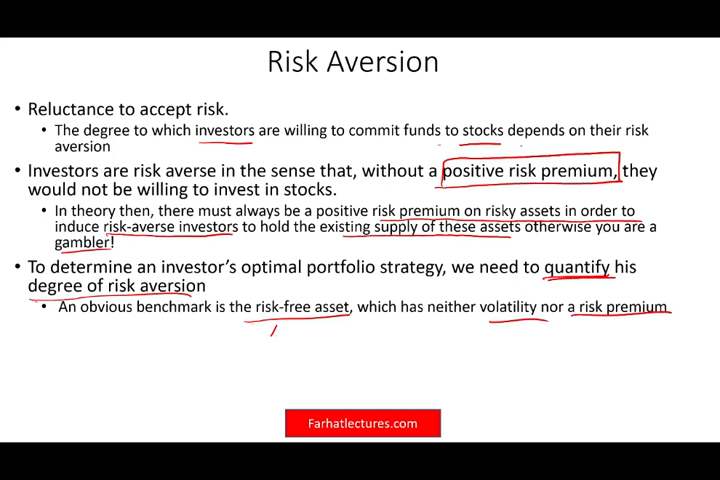 Risk Aversion
• Reluctance to accept risk.
• The degree to which investors are willing to commit funds to stocks depends on their risk
aversion
• Investors are risk averse in the sense that, without a positive risk premium, they
would not be willing to invest in stocks.
• In theory then, there must always be a positive risk premium on risky assets in order to
induce risk-averse investors to hold the existing supply of these assets otherwise you are a
gambler!
• To determine an investor's optimal portfolio strategy, we need to quantify his
degree of risk aversion
• An obvious benchmark is the risk-free asset, which has neither volatility nor a risk premium
Farhatlectures.com